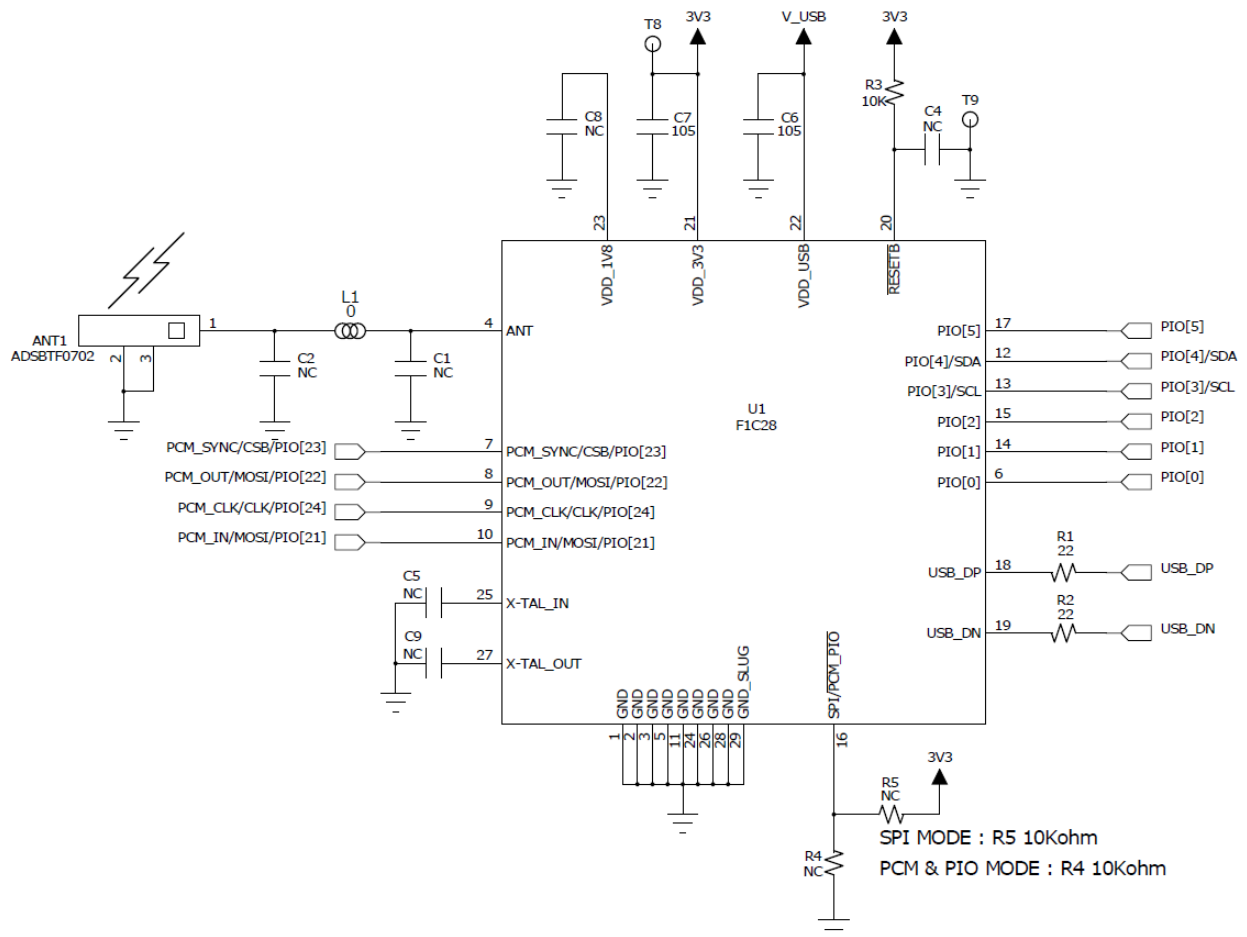 T8
3V3
V_USB
3V3
R3
10K
C4
NC
T9
C8
NC
C7
105
C6
105
23
21
22
20
VDD_1V8
VDD_3V3
VDD_USB
RESETB
ANT1
ADSBTF0702
1
2
3
L1
0
C2
NC
C1
NC
4
ANT
U1
F1C28
PIO[5]
17
PIO[5]
PIO[4]/SDA
12
PIO[4]/SDA
PIO[3]/SCL
13
PIO[3]/SCL
PIO[2]
15
PIO[2]
PIO[1]
14
PIO[1]
PIO[0]
6
PIO[0]
PCM_SYNC/CSB/PIO[23]
7
PCM_SYNC/CSB/PIO[23]
PCM_OUT/MOSI/PIO[22]
8
PCM_OUT/MOSI/PIO[22]
PCM_CLK/CLK/PIO[24]
9
PCM_CLK/CLK/PIO[24]
PCM_IN/MOSI/PIO[21]
10
PCM_IN/MOSI/PIO[21]
R1
22
USB_DP
18
USB_DP
R2
22
USB_DN
19
USB_DN
C5
NC
25
X-TAL_IN
C9
NC
27
X-TAL_OUT
GND
GND
GND
GND
GND
GND
GND
GND
GND_SLUG
1
2
3
5
11
24
26
28
29
SPI/PCM_PIO
16
3V3
R5
NC
R4
NC
SPI MODE : R5 10Kohm
PCM & PIO MODE : R4 10Kohm